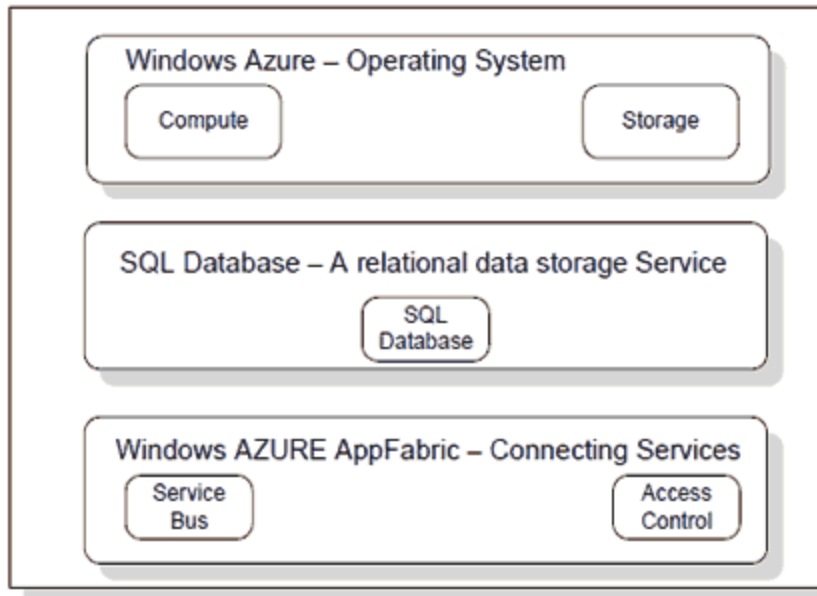 Windows Azure – Operating System
Compute
Storage
SQL Database – A relational data storage Service
SQL
Database
Windows AZURE AppFabric – Connecting Services
Service
Bus
Access
Control